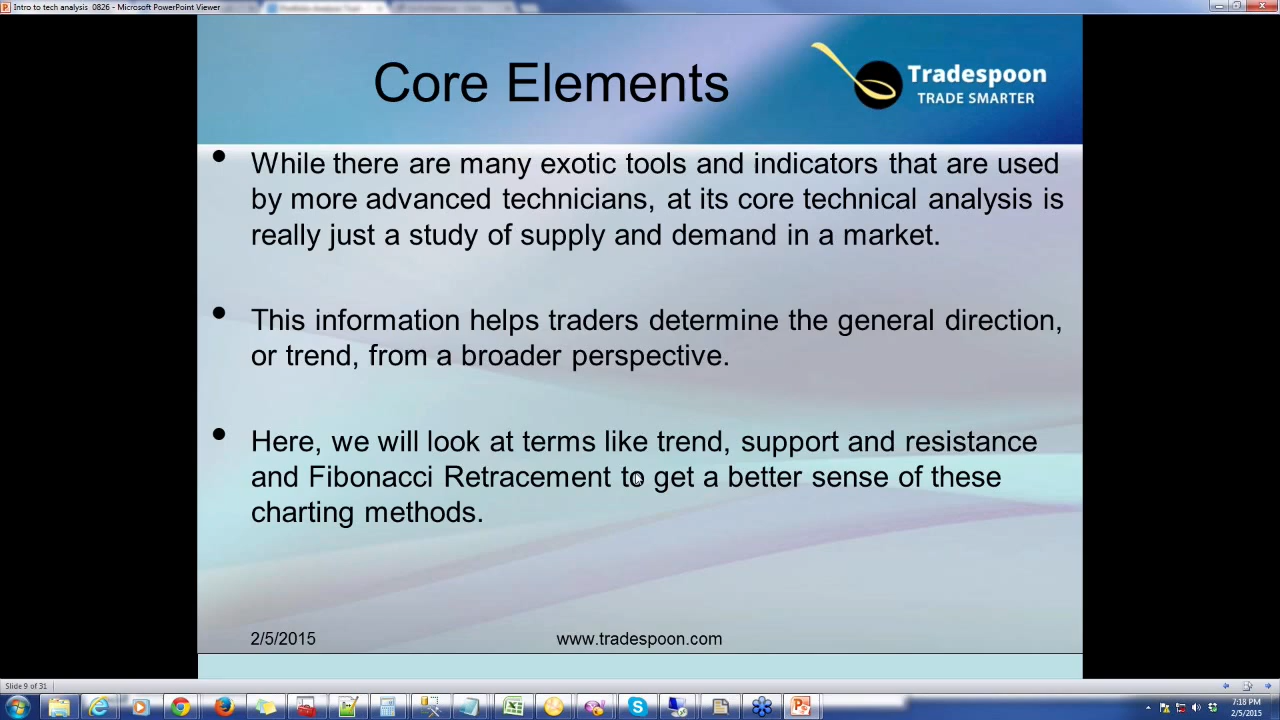 Intro to tech analysis_0826 - Microsoft PowerPoint Viewer
Core Elements
Tradespoon
TRADE SMARTER
• While there are many exotic tools and indicators that are used
by more advanced technicians, at its core technical analysis is
really just a study of supply and demand in a market.
• This information helps traders determine the general direction,
or trend, from a broader perspective.
• Here, we will look at terms like trend, support and resistance
and Fibonacci Retracement to get a better sense of these
charting methods.
2/5/2015
www.tradespoon.com
Slide 9 of 31
7:18 PM
2/5/2015